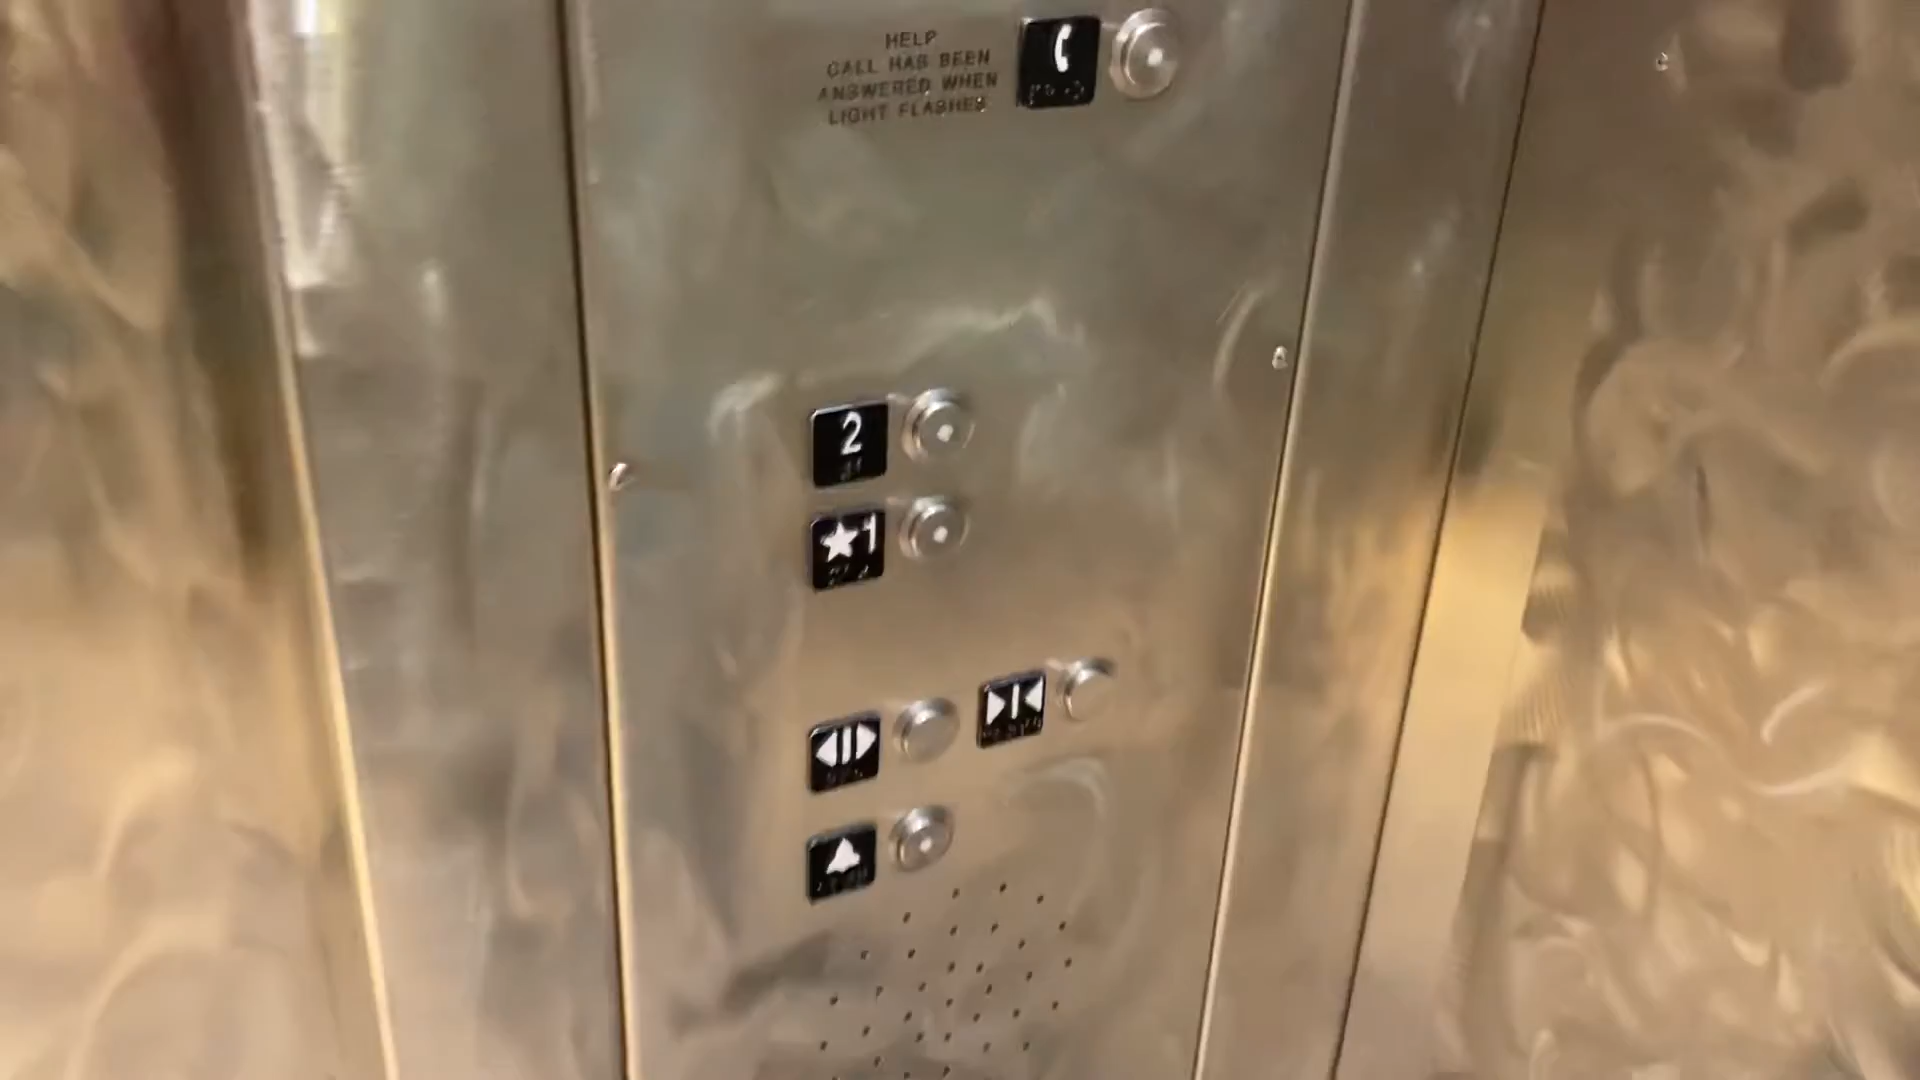 HELP
CALL HAS BEEN
ANSWERED WHEN
LIGHT FLASHES
2
★1